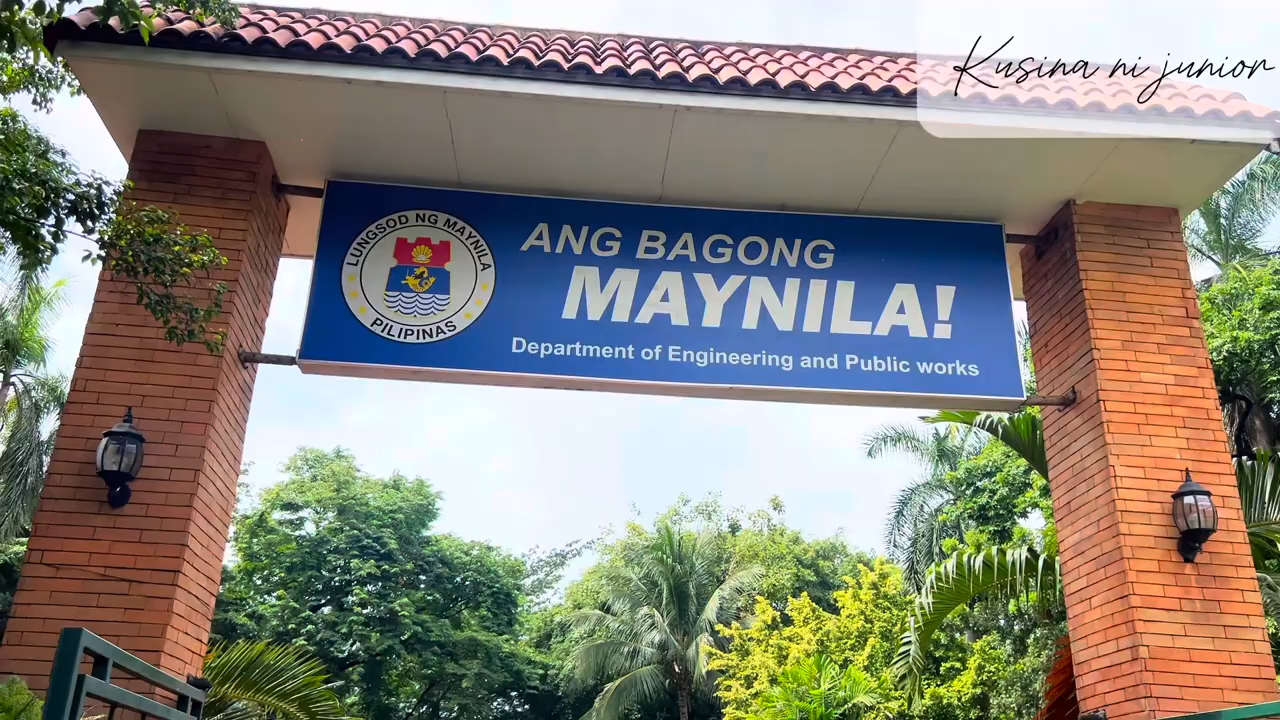 Kusina ni junior
LUNGSOD NG MAYNILA
PILIPINAS
ANG BAGONG
MAYNILA!
Department of Engineering and Public works